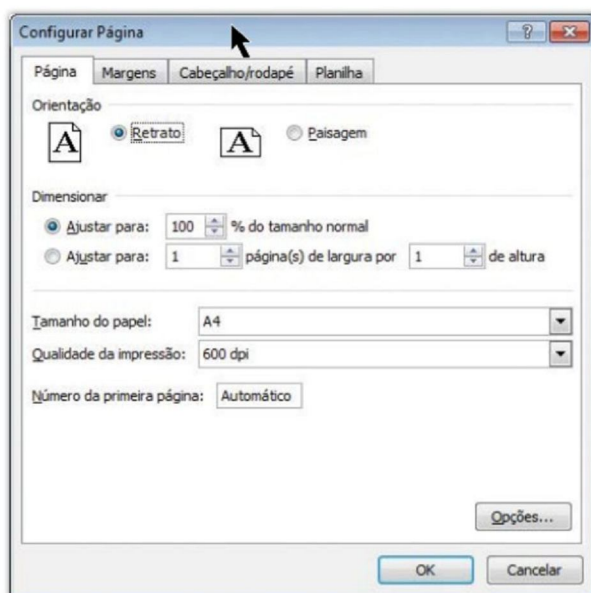 Configurar Página
Página Margens Cabeçalho/rodapé Planilha
Orientação
A Retrato A Paisagem
Dimensionar
Ajustar para: 100 % do tamanho normal
Ajustar para: 1 página(s) de largura por 1 de altura
Tamanho do papel: A4
Qualidade da impressão: 600 dpi
Número da primeira página: Automático
Opções...
OK Cancelar